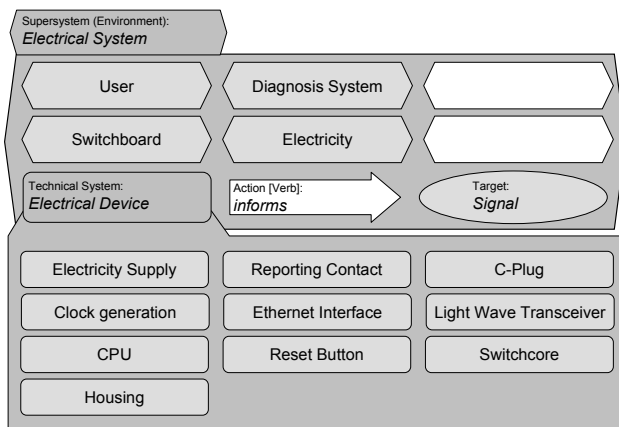 Supersystem (Environment):
Electrical System
User
Diagnosis System
Switchboard
Electricity
Technical System:
Electrical Device
Action [Verb]:
informs
Target:
Signal
Electricity Supply
Reporting Contact
C-Plug
Clock generation
Ethernet Interface
Light Wave Transceiver
CPU
Reset Button
Switchcore
Housing